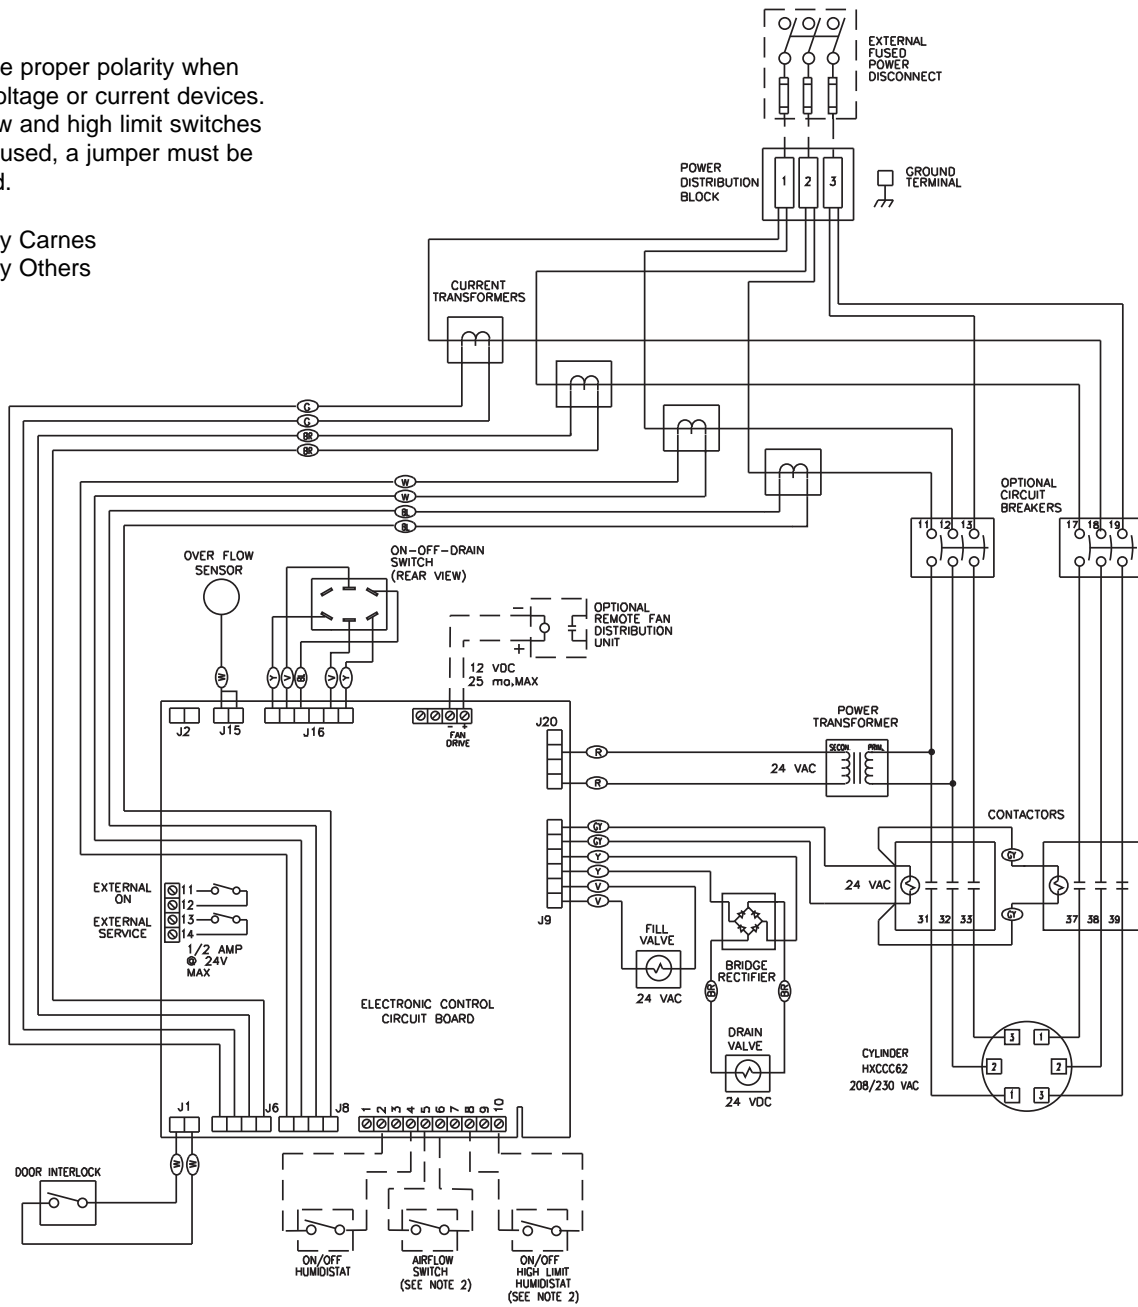 e proper polarity when
oltage or current devices.
w and high limit switches
used, a jumper must be
d.
y Carnes
y Others
EXTERNAL
FUSED
POWER
DISCONNECT
POWER
DISTRIBUTION
BLOCK
1 2 3
GROUND
TERMINAL
CURRENT
TRANSFORMERS
G
G
BR
BR
W
W
BL
BL
OPTIONAL
CIRCUIT
BREAKERS
11 12 13
17 18 19
OVER FLOW
SENSOR
ON-OFF-DRAIN
SWITCH
(REAR VIEW)
OPTIONAL
REMOTE FAN
DISTRIBUTION
UNIT
-
+
12 VDC
25 ma,MAX
W
Y V BL V Y
J2
J15
J16
- +
FAN
DRIVE
J20
POWER
TRANSFORMER
SECON. PRIM.
24 VAC
R
R
CONTACTORS
GY
GY
Y
Y
V
V
J9
GY
GY
24 VAC
31 32 33
37 38 39
EXTERNAL
ON
EXTERNAL
SERVICE
11
12
13
14
1/2 AMP
@ 24V
MAX
FILL
VALVE
24 VAC
BRIDGE
RECTIFIER
BR
BR
ELECTRONIC CONTROL
CIRCUIT BOARD
DRAIN
VALVE
24 VDC
CYLINDER
HXCCC62
208/230 VAC
3 1
2 2
1 3
J1
J6
J8
1 2 3 4 5 6 7 8 9 10
W W
DOOR INTERLOCK
ON/OFF
HUMIDISTAT
AIRFLOW
SWITCH
(SEE NOTE 2)
ON/OFF
HIGH LIMIT
HUMIDISTAT
(SEE NOTE 2)